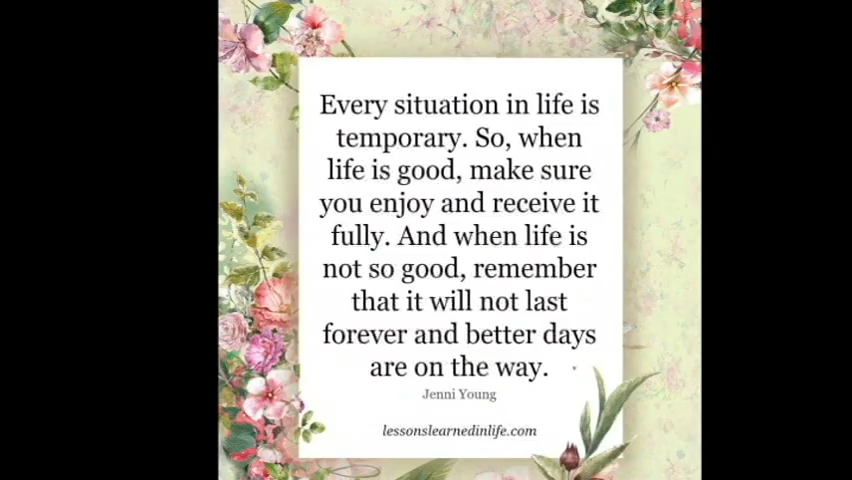 Every situation in life is
temporary. So, when
life is good, make sure
you enjoy and receive it
fully. And when life is
not so good, remember
that it will not last
forever and better days
are on the way.
Jenni Young
lessonslearnedinlife.com